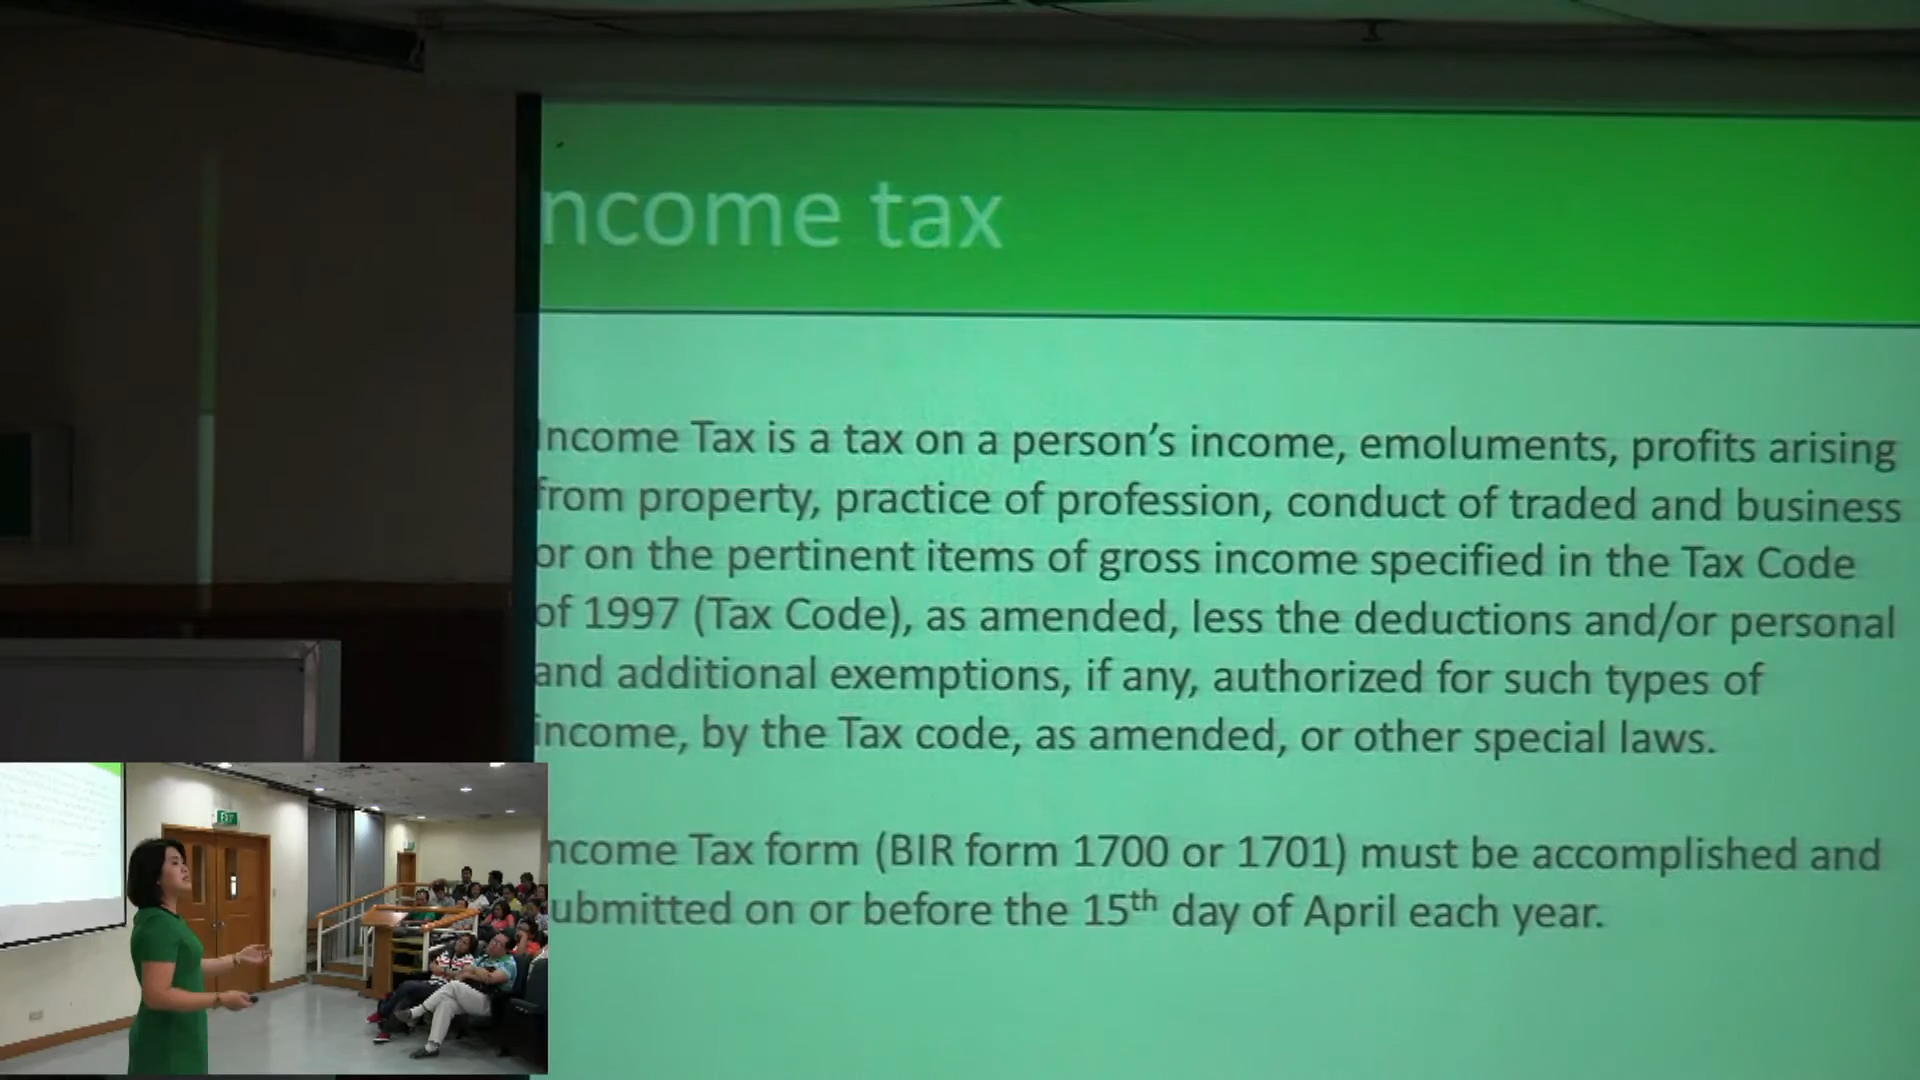 ncome tax
Income Tax is a tax on a person's income, emoluments, profits arising
from property, practice of profession, conduct of traded and business
or on the pertinent items of gross income specified in the Tax Code
of 1997 (Tax Code), as amended, less the deductions and/or personal
and additional exemptions, if any, authorized for such types of
income, by the Tax code, as amended, or other special laws.
ncome Tax form (BIR form 1700 or 1701) must be accomplished and
ubmitted on or before the 15th day of April each year.
EXIT